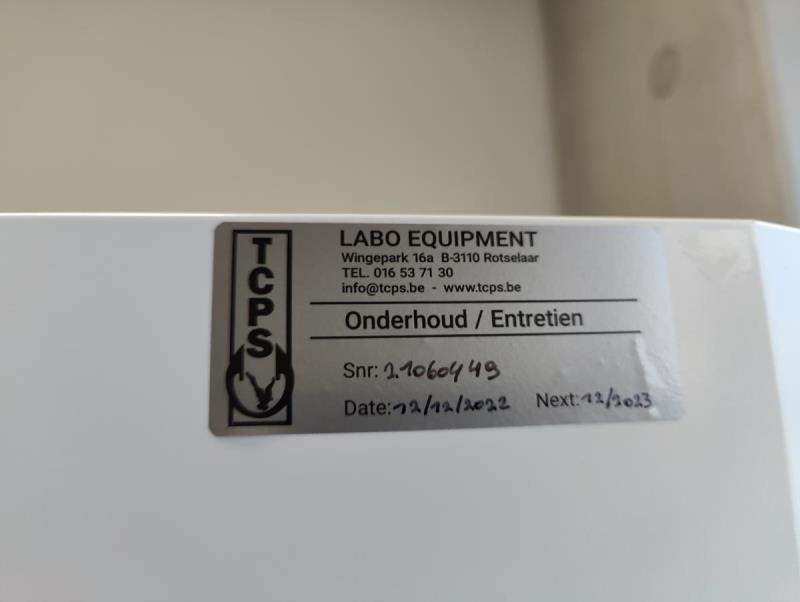 TCPS
LABO EQUIPMENT
Wingepark 16a B-3110 Rotselaar
TEL. 016 53 71 30
info@tcps.be - www.tcps.be
Onderhoud / Entretien
Snr: 21060449
Date: 12/12/2022 Next: 12/2023